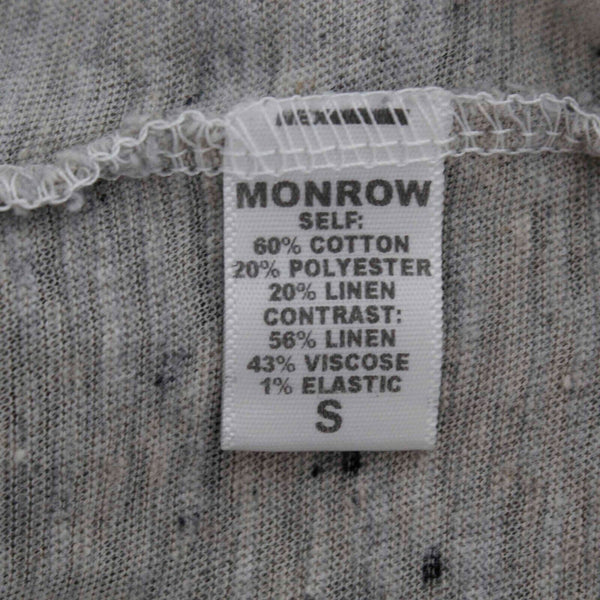 MONROW
SELF:
60% COTTON
20% POLYESTER
20% LINEN
CONTRAST:
56% LINEN
43% VISCOSE
1% ELASTIC
S